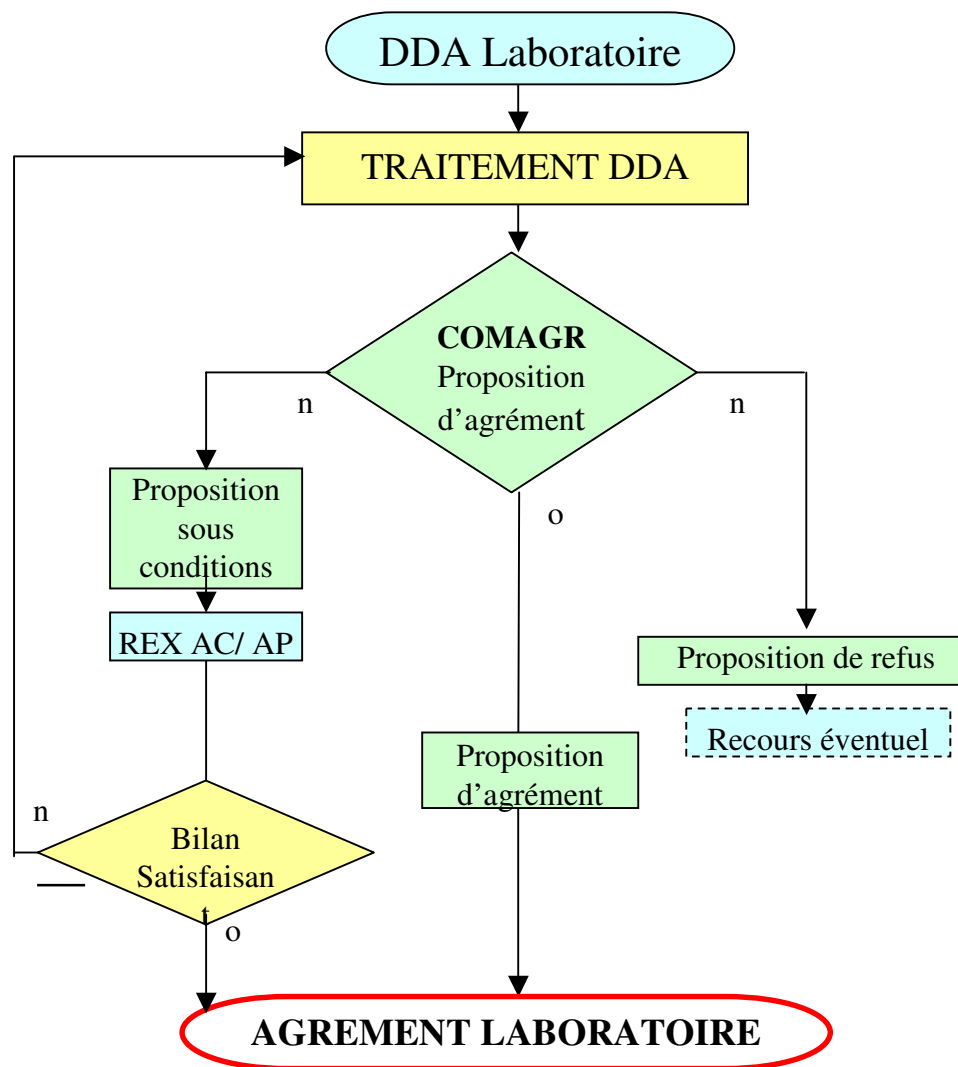 DDA Laboratoire
TRAITEMENT DDA
COMAGR
Proposition
d'agrément
n
n
o
Proposition
sous
conditions
REX AC/ AP
Proposition de refus
Recours éventuel
Proposition
d'agrément
n
Bilan
Satisfaisan
t
o
AGREMENT LABORATOIRE